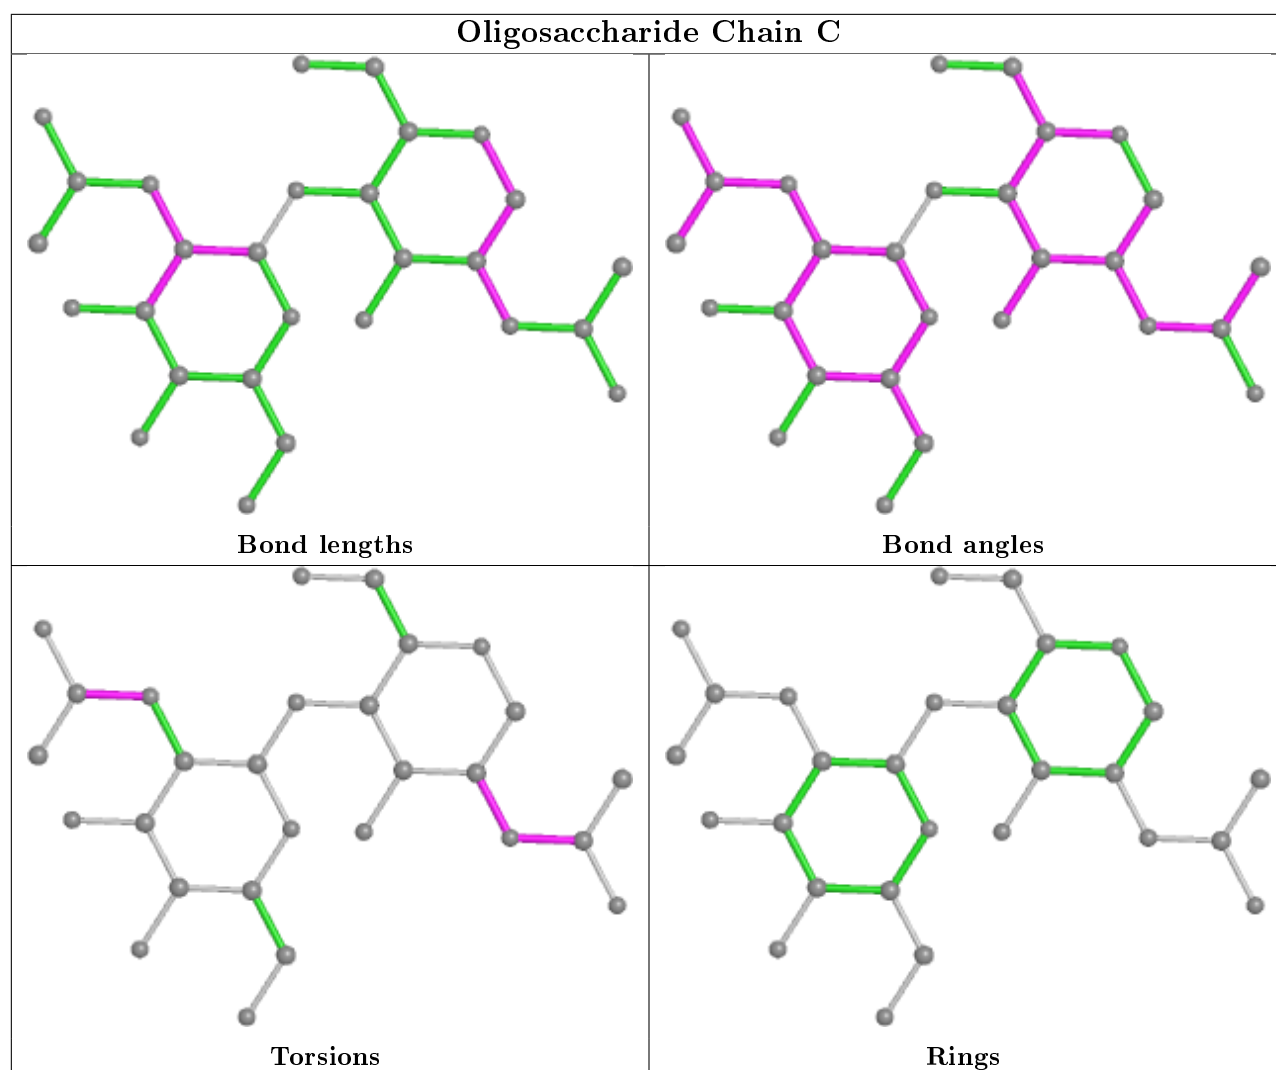 Oligosaccharide Chain C
Bond lengths
Bond angles
Torsions
Rings